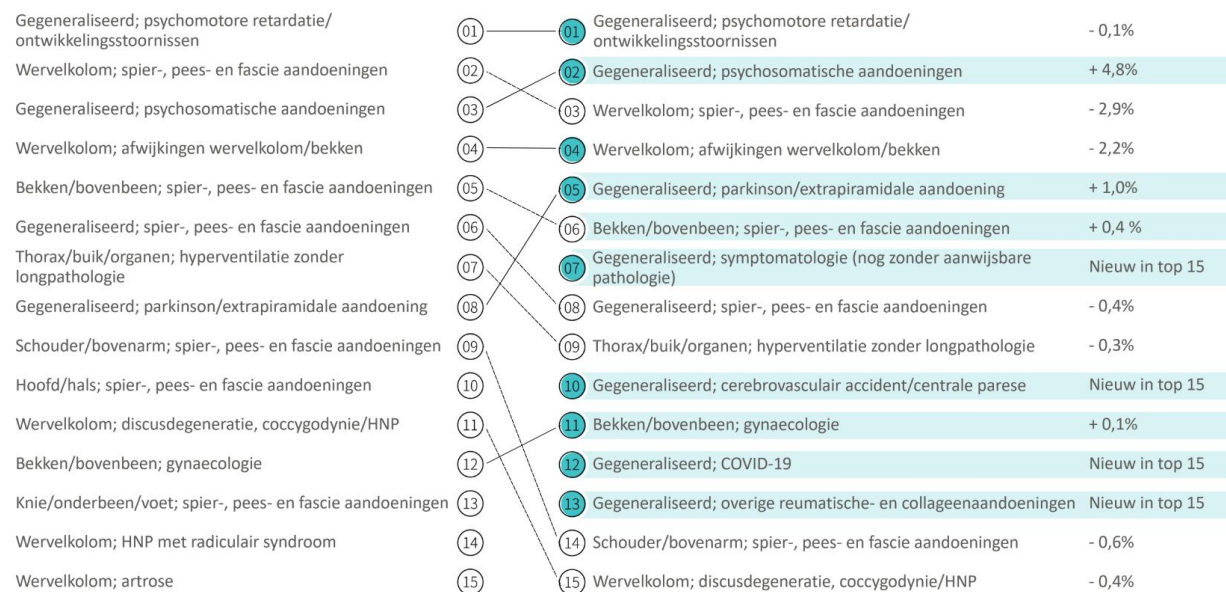 Gegeneraliseerd; psychomotore retardatie/
ontwikkelingsstoornissen
01
01
Gegeneraliseerd; psychomotore retardatie/
ontwikkelingsstoornissen
- 0,1%
Wervelkolom; spier-, pees- en fascie aandoeningen
02
02
Gegeneraliseerd; psychosomatische aandoeningen
+ 4,8%
Gegeneraliseerd; psychosomatische aandoeningen
03
03
Wervelkolom; spier-, pees- en fascie aandoeningen
- 2,9%
Wervelkolom; afwijkingen wervelkolom/bekken
04
04
Wervelkolom; afwijkingen wervelkolom/bekken
- 2,2%
Bekken/bovenbeen; spier-, pees- en fascie aandoeningen
05
05
Gegeneraliseerd; parkinson/extrapiramidale aandoening
+ 1,0%
Gegeneraliseerd; spier-, pees- en fascie aandoeningen
06
06
Bekken/bovenbeen; spier-, pees- en fascie aandoeningen
+ 0,4 %
Thorax/buik/organen; hyperventilatie zonder
longpathologie
07
07
Gegeneraliseerd; symptomatologie (nog zonder aanwijsbare
pathologie)
Nieuw in top 15
Gegeneraliseerd; parkinson/extrapiramidale aandoening
08
08
Gegeneraliseerd; spier-, pees- en fascie aandoeningen
- 0,4%
Schouder/bovenarm; spier-, pees- en fascie aandoeningen
09
09
Thorax/buik/organen; hyperventilatie zonder longpathologie
- 0,3%
Hoofd/hals; spier-, pees- en fascie aandoeningen
10
10
Gegeneraliseerd; cerebrovasculair accident/centrale parese
Nieuw in top 15
Wervelkolom; discusdegeneratie, coccygodynie/HNP
11
11
Bekken/bovenbeen; gynaecologie
+ 0,1%
Bekken/bovenbeen; gynaecologie
12
12
Gegeneraliseerd; COVID-19
Nieuw in top 15
Knie/onderbeen/voet; spier-, pees- en fascie aandoeningen
13
13
Gegeneraliseerd; overige reumatische- en collageenaandoeningen
Nieuw in top 15
Wervelkolom; HNP met radiculair syndroom
14
14
Schouder/bovenarm; spier-, pees- en fascie aandoeningen
- 0,6%
Wervelkolom; artrose
15
15
Wervelkolom; discusdegeneratie, coccygodynie/HNP
- 0,4%